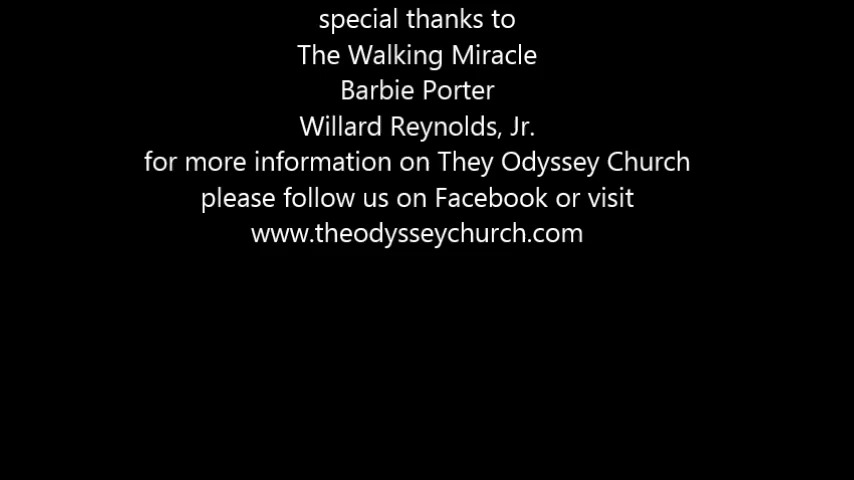 special thanks to
The Walking Miracle
Barbie Porter
Willard Reynolds, Jr.
for more information on They Odyssey Church
please follow us on Facebook or visit
www.theodysseychurch.com